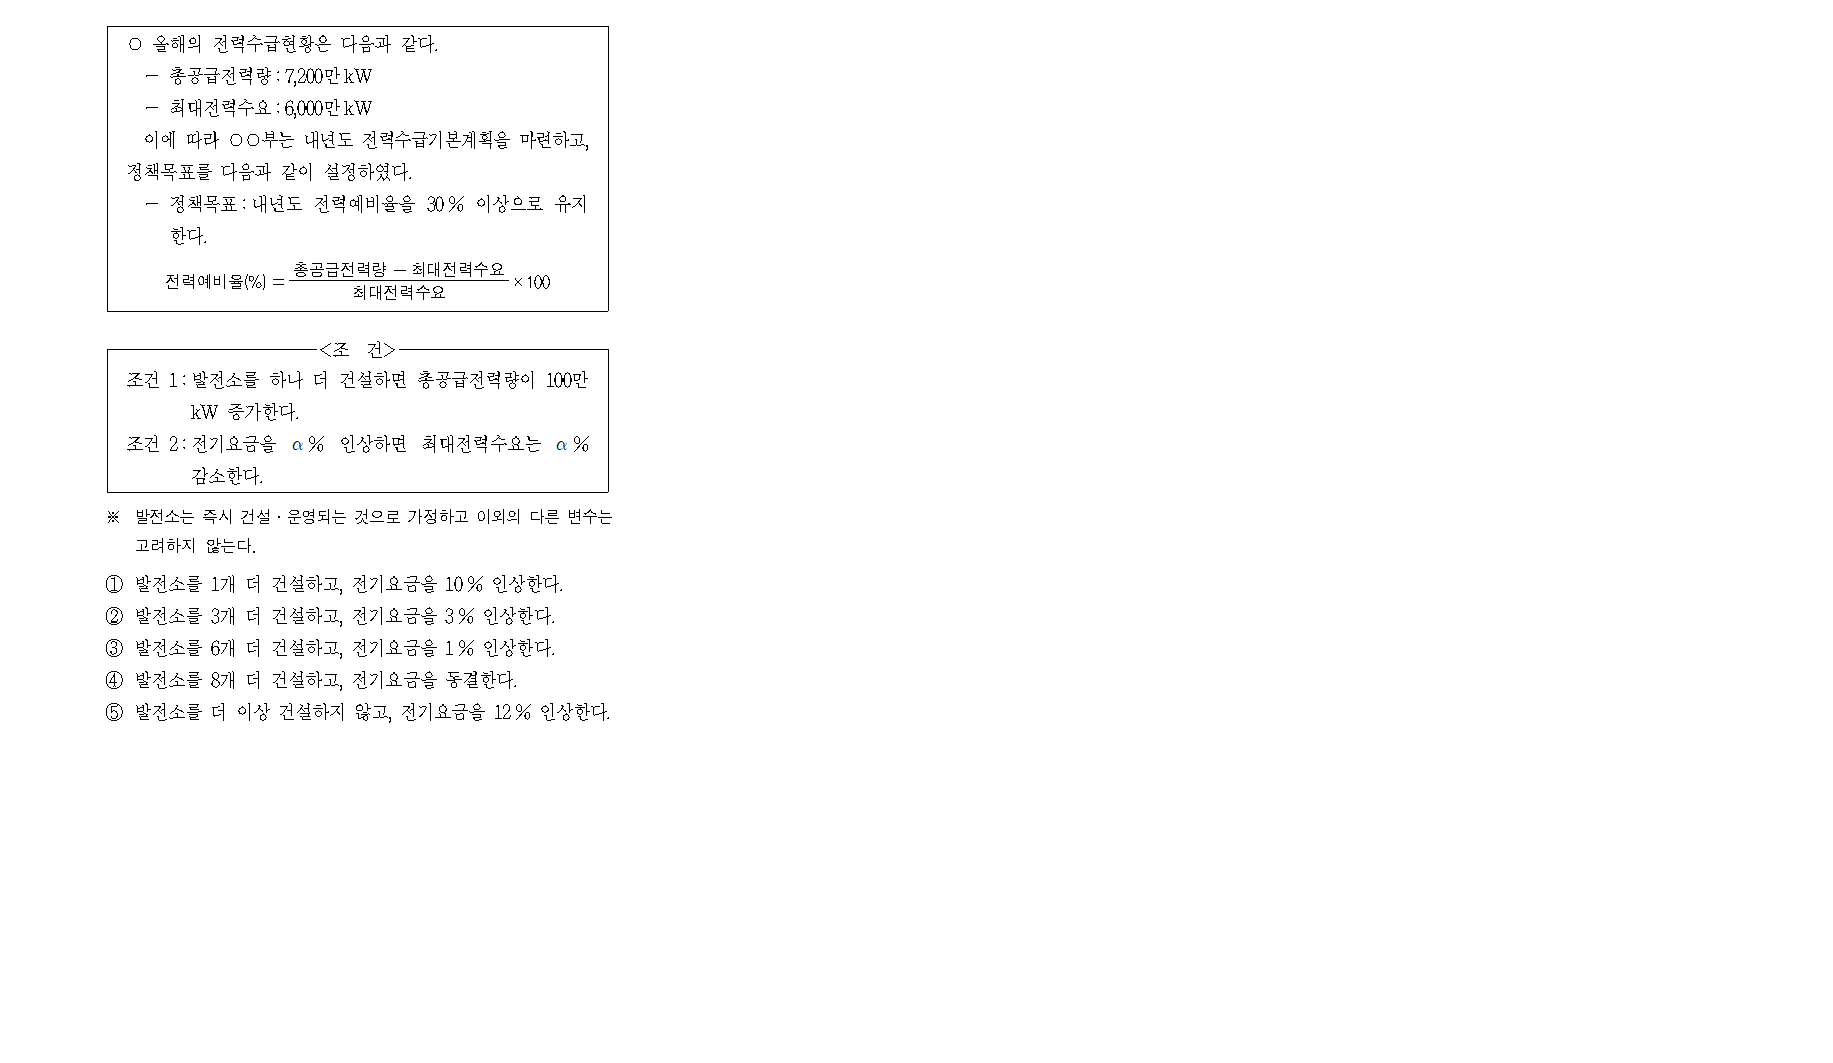 ○ 올해의 전력수급현황은 다음과 같다.
－ 총공급전력량 : 7,200만 kW
－ 최대전력수요 : 6,000만 kW
이에 따라 ○○부는 내년도 전력수급기본계획을 마련하고,
정책목표를 다음과 같이 설정하였다.
－ 정책목표 : 내년도 전력예비율을 30 % 이상으로 유지
한다.
전력예비율(%) = (총공급전력량 － 최대전력수요) / 최대전력수요 × 100
<조 건>
조건 1 : 발전소를 하나 더 건설하면 총공급전력량이 100만
kW 증가한다.
조건 2 : 전기요금을 α % 인상하면 최대전력수요는 α %
감소한다.
※ 발전소는 즉시 건설·운영되는 것으로 가정하고 이외의 다른 변수는
고려하지 않는다.
① 발전소를 1개 더 건설하고, 전기요금을 10 % 인상한다.
② 발전소를 3개 더 건설하고, 전기요금을 3 % 인상한다.
③ 발전소를 6개 더 건설하고, 전기요금을 1 % 인상한다.
④ 발전소를 8개 더 건설하고, 전기요금을 동결한다.
⑤ 발전소를 더 이상 건설하지 않고, 전기요금을 12 % 인상한다.